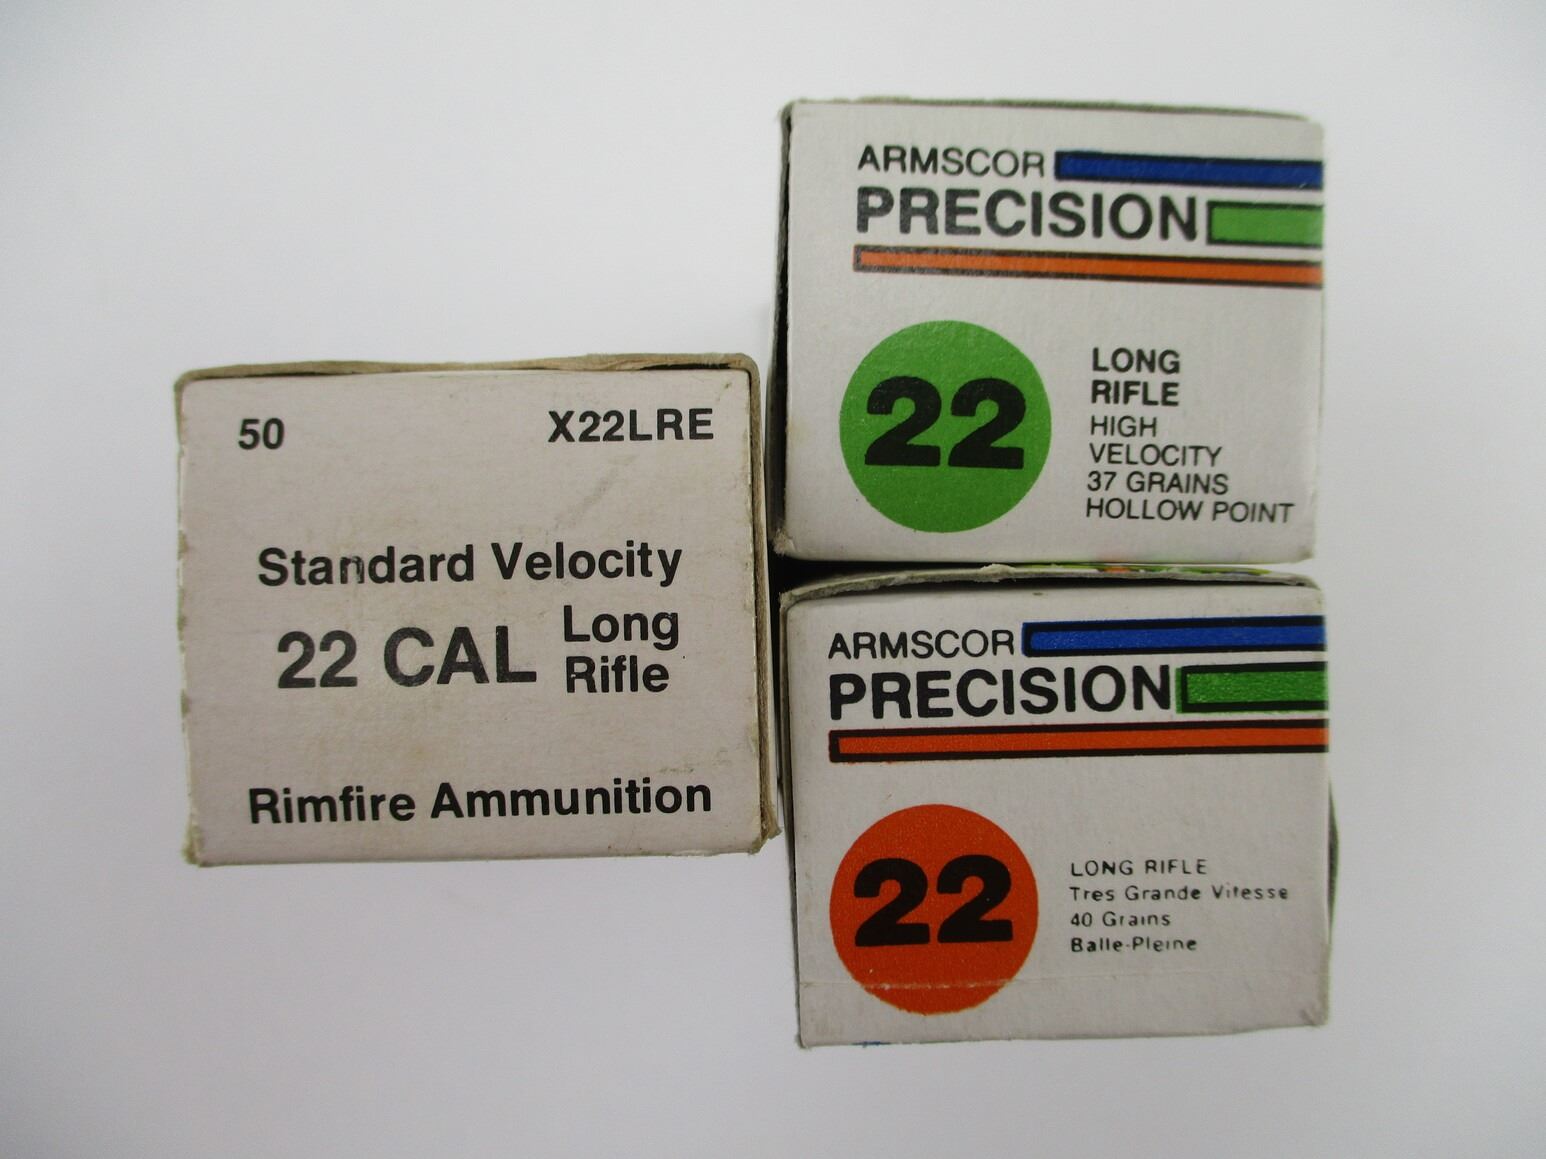 50 X22LRE
Standard Velocity
22 CAL Long Rifle
Rimfire Ammunition
ARMSCOR
PRECISION
22
LONG
RIFLE
HIGH
VELOCITY
37 GRAINS
HOLLOW POINT
ARMSCOR
PRECISION
22
LONG RIFLE
Tres Grande Vitesse
40 Grains
Balle-Pleine